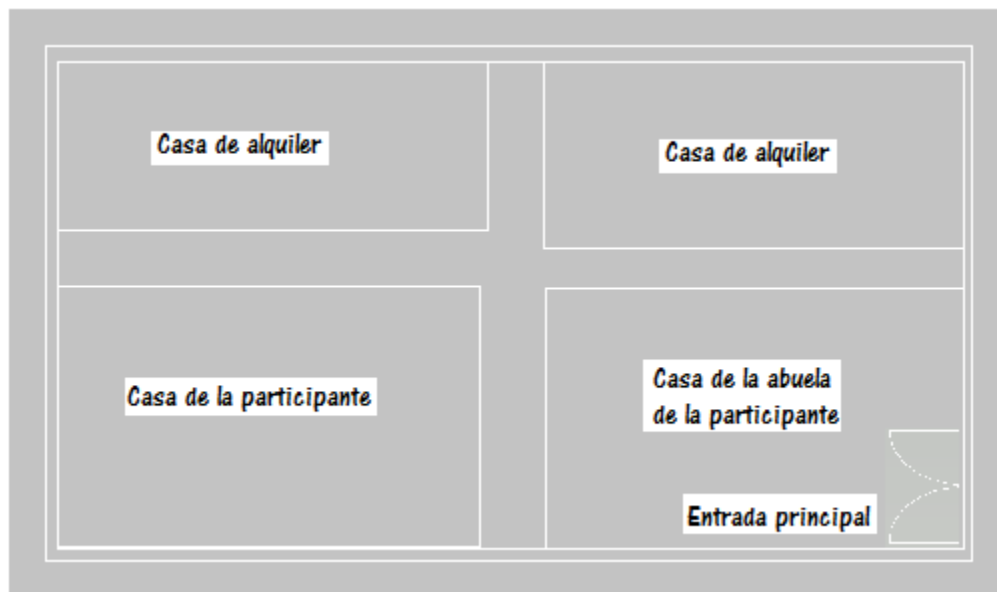 Casa de alquiler
Casa de alquiler
Casa de la participante
Casa de la abuela
de la participante
Entrada principal